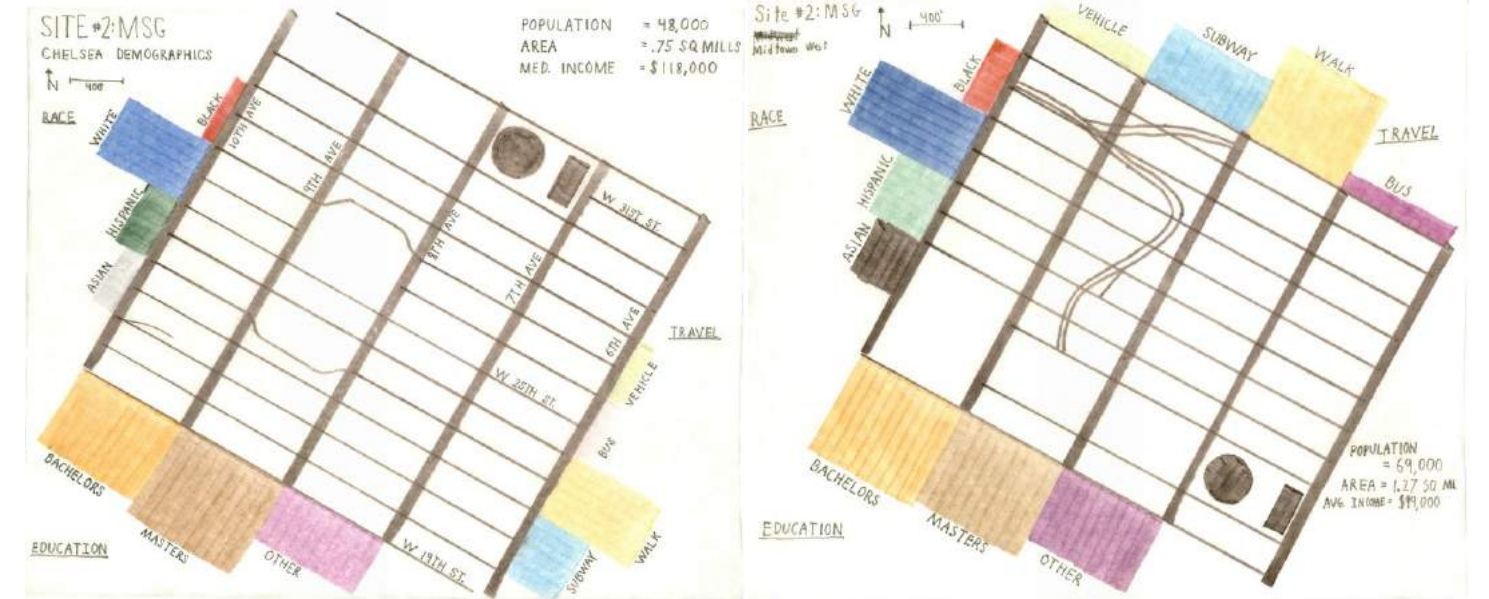 SITE #2: MSG
CHELSEA DEMOGRAPHICS
N 400'
POPULATION = 48,000
AREA = .75 SQ MILLS
MED. INCOME = $118,000
RACE
WHITE
BLACK
HISPANIC
ASIAN
10TH AVE
9TH AVE
8TH AVE
7TH AVE
6TH AVE
W 31ST ST.
W 25TH ST.
W 19TH ST.
TRAVEL
VEHICLE
BUS
WALK
SUBWAY
EDUCATION
BACHELORS
MASTERS
OTHER
Site #2: MSG
Midtown
N 400'
RACE
WHITE
BLACK
HISPANIC
ASIAN
VEHICLE
SUBWAY
WALK
BUS
TRAVEL
EDUCATION
BACHELORS
MASTERS
OTHER
POPULATION
= 69,000
AREA = 1.27 SQ MI.
AVG. INCOME =